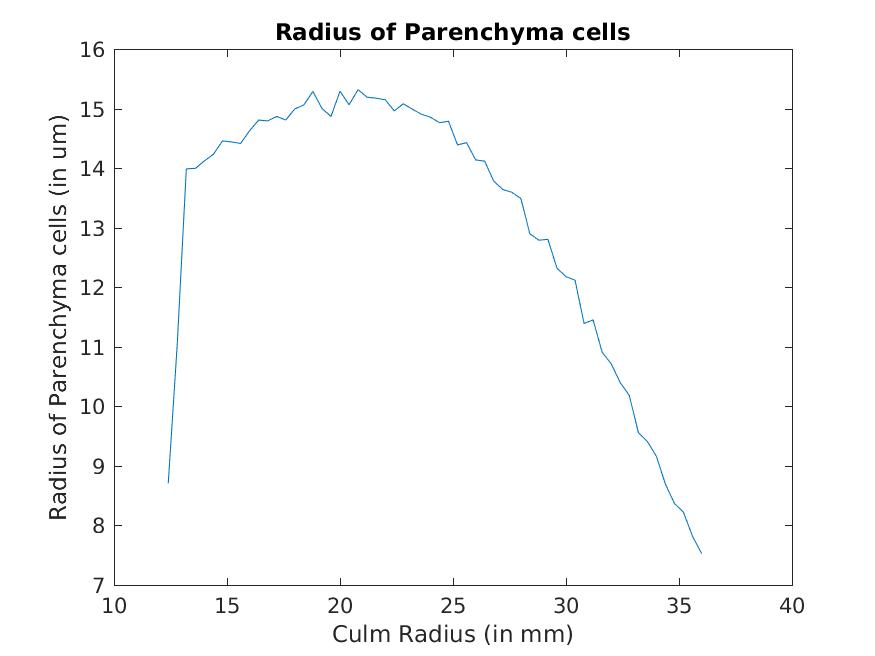 Radius of Parenchyma cells
16
15
14
13
12
11
10
9
8
7
Radius of Parenchyma cells (in um)
10 15 20 25 30 35 40
Culm Radius (in mm)